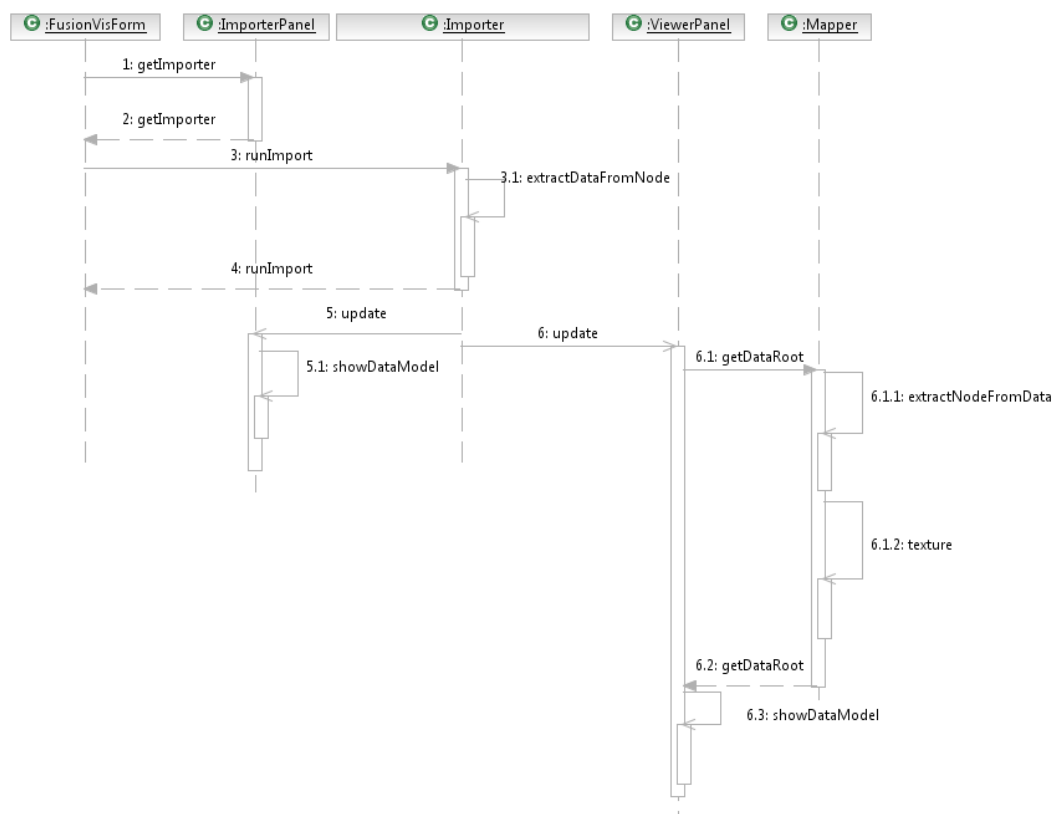 C :FusionVisForm
C :ImporterPanel
C :Importer
C :ViewerPanel
C :Mapper
1: getImporter
2: getImporter
3: runImport
3.1: extractDataFromNode
4: runImport
5: update
6: update
6.1: getDataRoot
5.1: showDataModel
6.1.1: extractNodeFromData
6.1.2: texture
6.2: getDataRoot
6.3: showDataModel